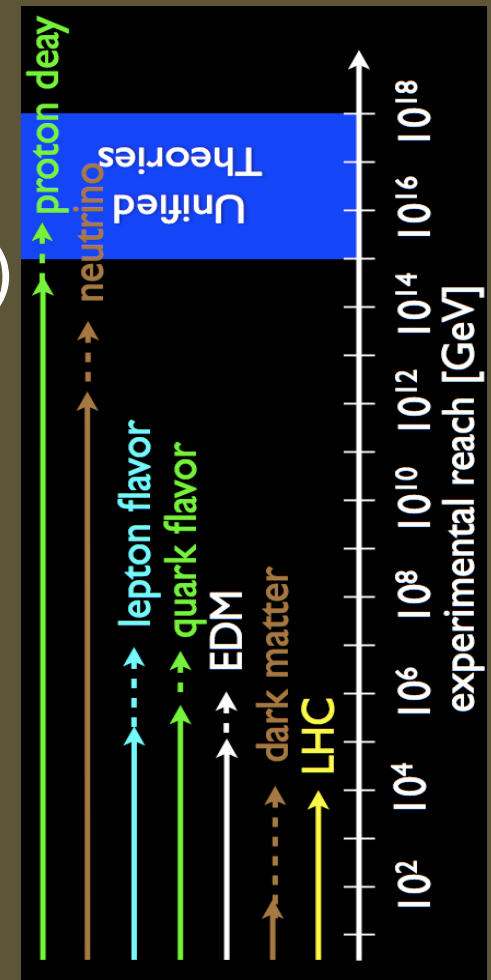 proton deay
neutrino
lepton flavor
quark flavor
EDM
dark matter
LHC
Unified
Theories
10² 10⁴ 10⁶ 10⁸ 10¹⁰ 10¹² 10¹⁴ 10¹⁶ 10¹⁸
experimental reach [GeV]